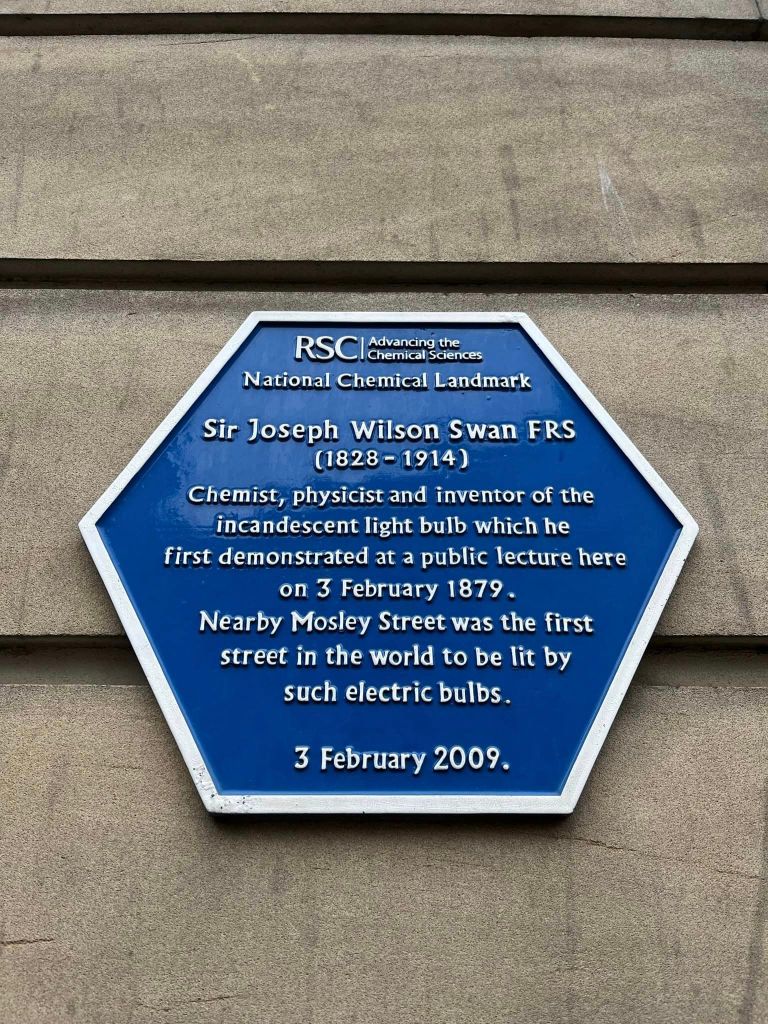 RSC | Advancing the
Chemical Sciences
National Chemical Landmark
Sir Joseph Wilson Swan FRS
(1828 - 1914)
Chemist, physicist and inventor of the
incandescent light bulb which he
first demonstrated at a public lecture here
on 3 February 1879.
Nearby Mosley Street was the first
street in the world to be lit by
such electric bulbs.
3 February 2009.